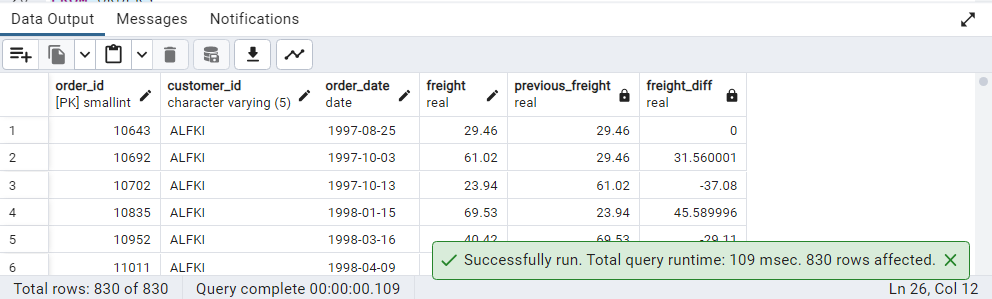 Data Output Messages Notifications
order_id customer_id order_date freight previous_freight freight_diff
[PK] smallint character varying (5) date real real real
1 10643 ALFKI 1997-08-25 29.46 29.46 0
2 10692 ALFKI 1997-10-03 61.02 29.46 31.560001
3 10702 ALFKI 1997-10-13 23.94 61.02 -37.08
4 10835 ALFKI 1998-01-15 69.53 23.94 45.589996
5 10952 ALFKI 1998-03-16 40.42 69.53 -29.11
Successfully run. Total query runtime: 109 msec. 830 rows affected.
6 11011 ALFKI 1998-04-09
Total rows: 830 of 830 Query complete 00:00:00.109 Ln 26, Col 12